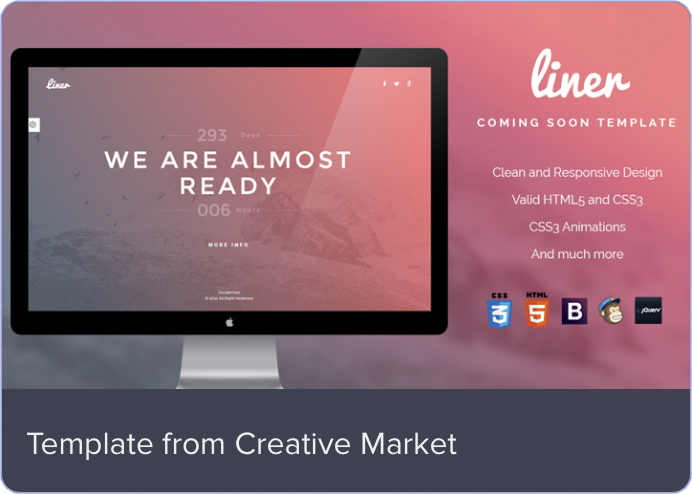 liner
293 Days
WE ARE ALMOST
READY
006 Hours
MORE INFO
liner
COMING SOON TEMPLATE
Clean and Responsive Design
Valid HTML5 and CSS3
CSS3 Animations
And much more
CSS
3
HTML
5
B
jQuery
Template from Creative Market